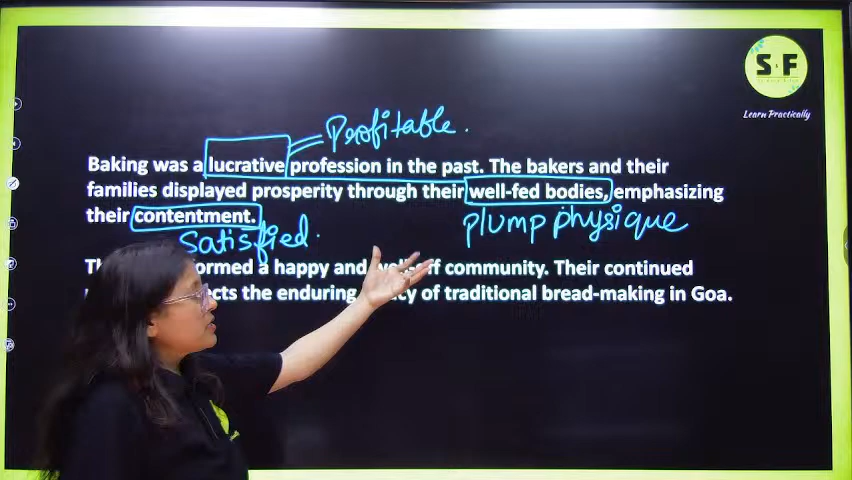 S&F
Learn Practically
Profitable.
Baking was a lucrative profession in the past. The bakers and their
families displayed prosperity through their well-fed bodies, emphasizing
their contentment.
plump physique
Satisfied.
formed a happy and community. Their continued
the enduring of traditional bread-making in Goa.